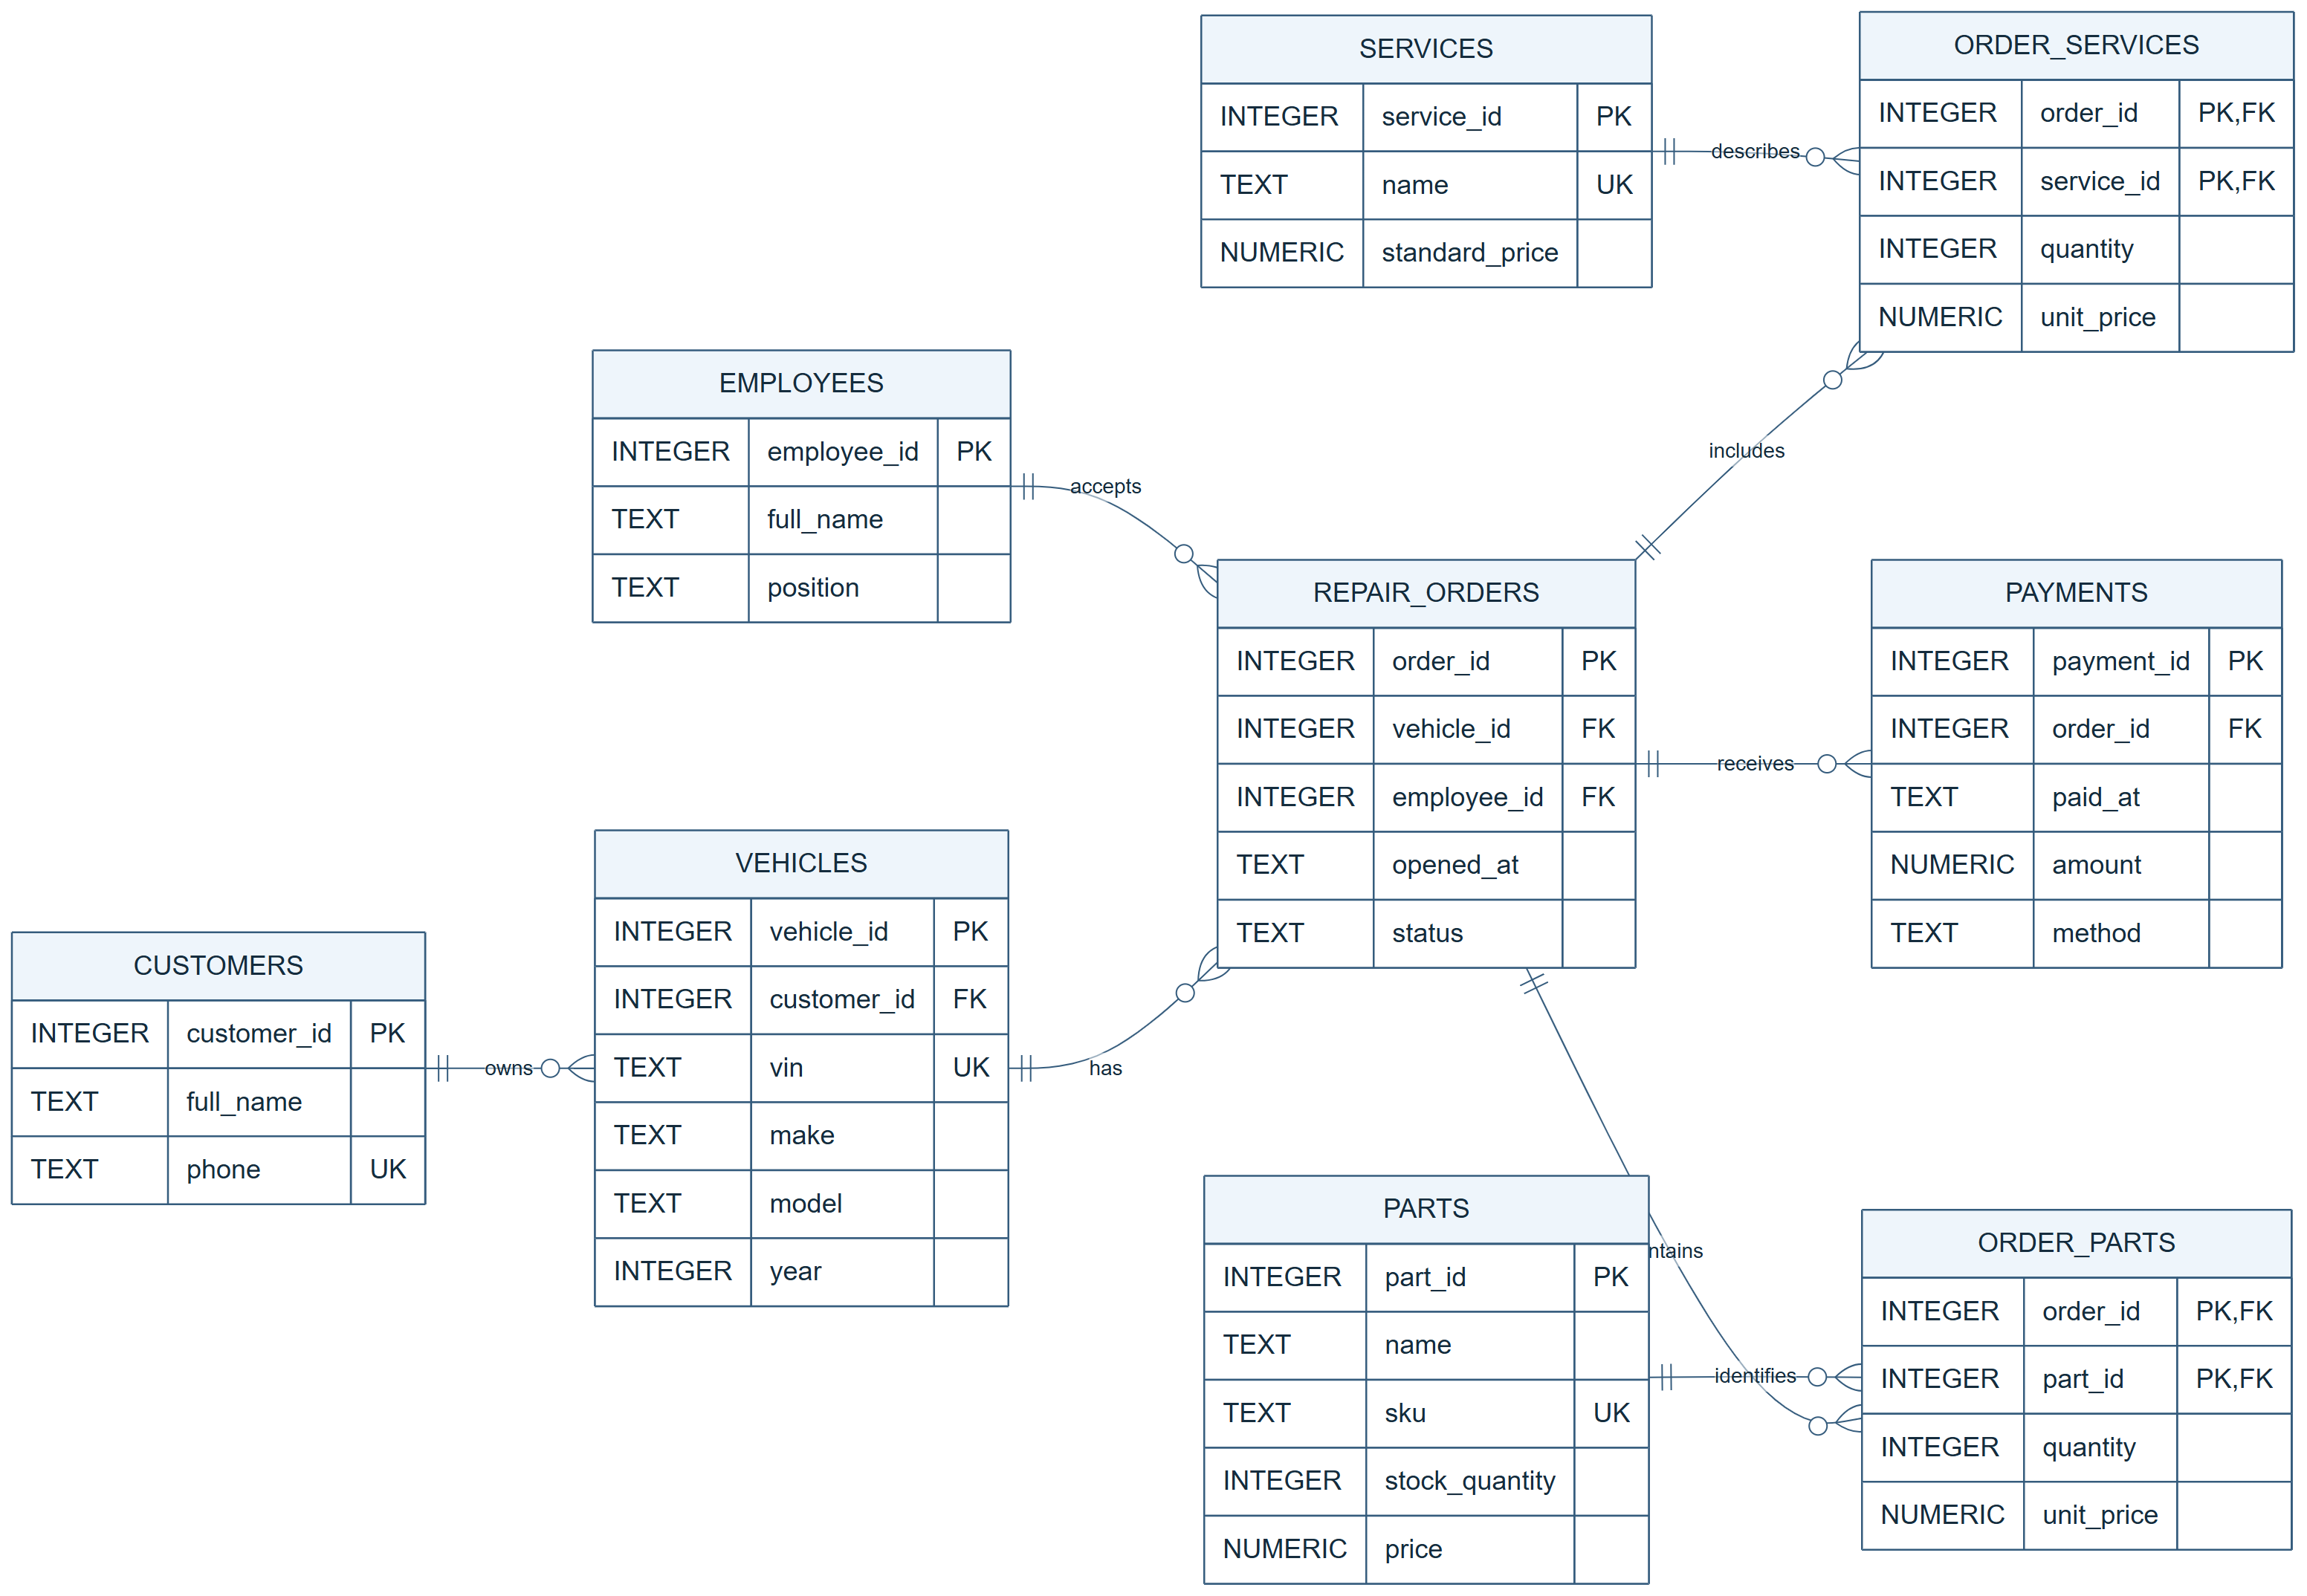 SERVICES
INTEGER service_id PK
TEXT name UK
NUMERIC standard_price
ORDER_SERVICES
INTEGER order_id PK,FK
INTEGER service_id PK,FK
INTEGER quantity
NUMERIC unit_price
describes
includes
EMPLOYEES
INTEGER employee_id PK
TEXT full_name
TEXT position
accepts
REPAIR_ORDERS
INTEGER order_id PK
INTEGER vehicle_id FK
INTEGER employee_id FK
TEXT opened_at
TEXT status
receives
PAYMENTS
INTEGER payment_id PK
INTEGER order_id FK
TEXT paid_at
NUMERIC amount
TEXT method
VEHICLES
INTEGER vehicle_id PK
INTEGER customer_id FK
TEXT vin UK
TEXT make
TEXT model
INTEGER year
has
CUSTOMERS
INTEGER customer_id PK
TEXT full_name
TEXT phone UK
owns
PARTS
INTEGER part_id PK
TEXT name
TEXT sku UK
INTEGER stock_quantity
NUMERIC price
ntains
identifies
ORDER_PARTS
INTEGER order_id PK,FK
INTEGER part_id PK,FK
INTEGER quantity
NUMERIC unit_price